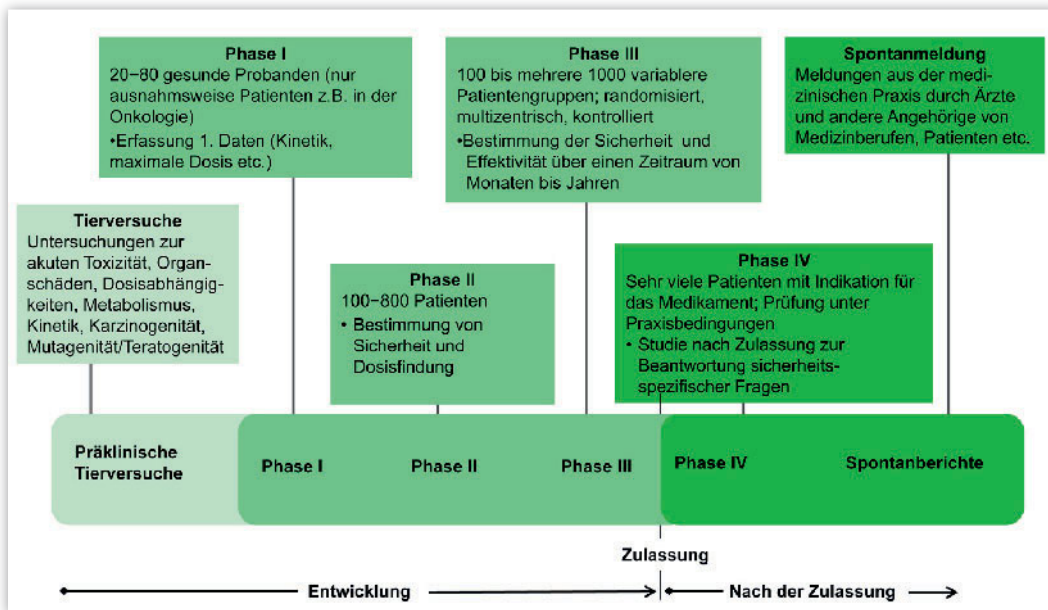 Phase I
20–80 gesunde Probanden (nur
ausnahmsweise Patienten z.B. in der
Onkologie)
•Erfassung 1. Daten (Kinetik,
maximale Dosis etc.)
Phase III
100 bis mehrere 1000 variablere
Patientengruppen; randomisiert,
multizentrisch, kontrolliert
•Bestimmung der Sicherheit und
Effektivität über einen Zeitraum von
Monaten bis Jahren
Spontanmeldung
Meldungen aus der medi-
zinischen Praxis durch Ärzte
und andere Angehörige von
Medizinberufen, Patienten etc.
Tierversuche
Untersuchungen zur
akuten Toxizität, Organ-
schäden, Dosisabhängig-
keiten, Metabolismus,
Kinetik, Karzinogenität,
Mutagenität/Teratogenität
Phase II
100–800 Patienten
• Bestimmung von
Sicherheit und
Dosisfindung
Phase IV
Sehr viele Patienten mit Indikation für
das Medikament; Prüfung unter
Praxisbedingungen
• Studie nach Zulassung zur
Beantwortung sicherheits-
spezifischer Fragen
Präklinische
Tierversuche
Phase I
Phase II
Phase III
Phase IV
Spontanberichte
Zulassung
Entwicklung
Nach der Zulassung